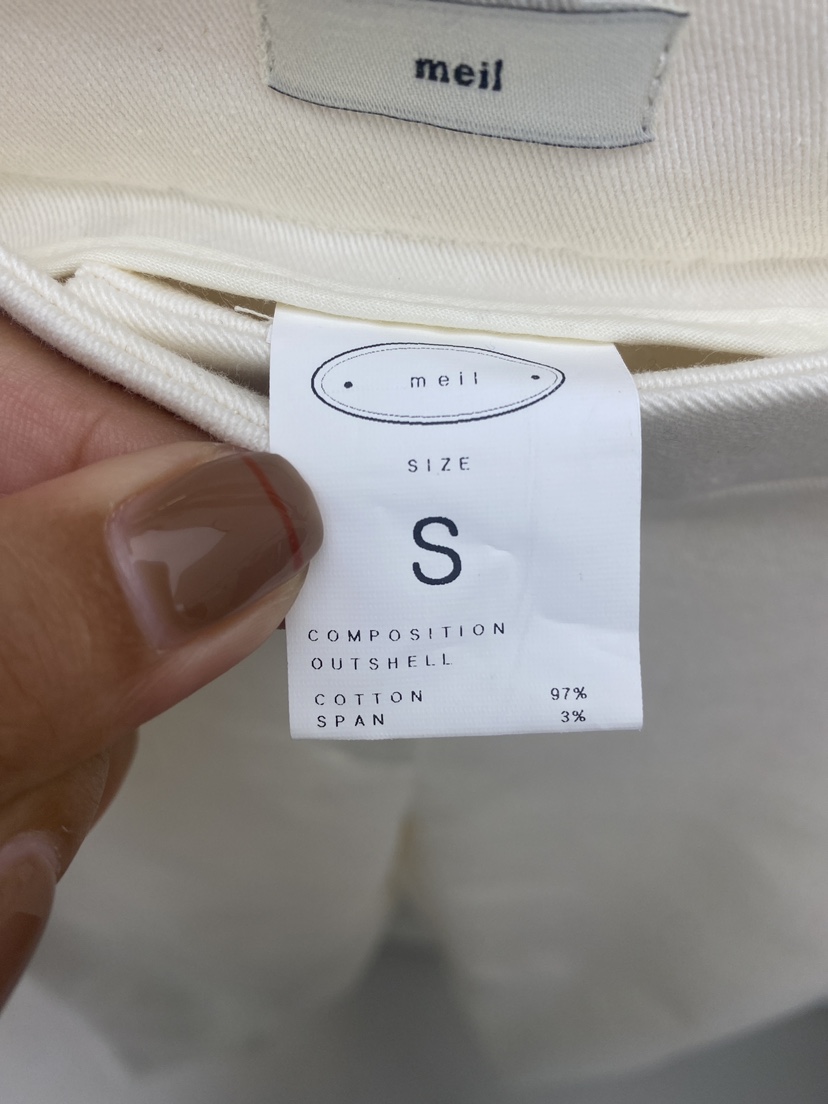 meil
meil
SIZE
S
COMPOSITION
OUTSHELL
COTTON 97%
SPAN 3%